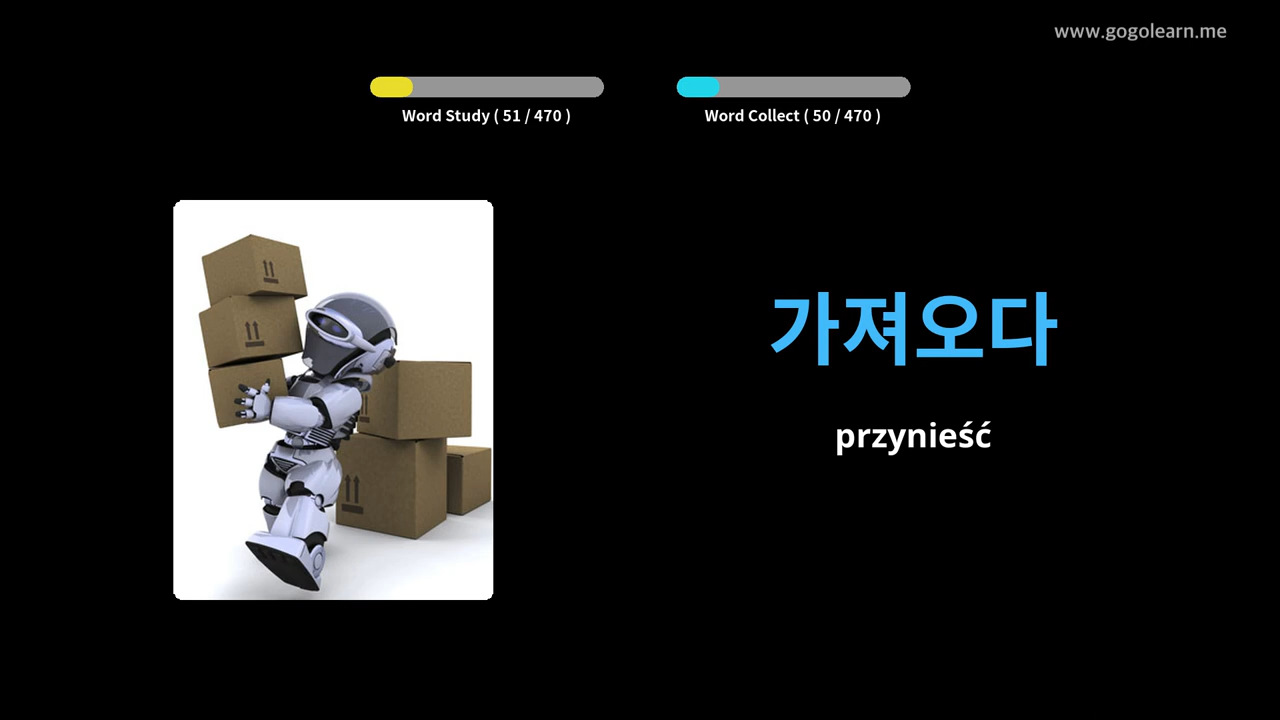 www.gogolearn.me
Word Study ( 51 / 470 )
Word Collect ( 50 / 470 )
가져오다
przynieść